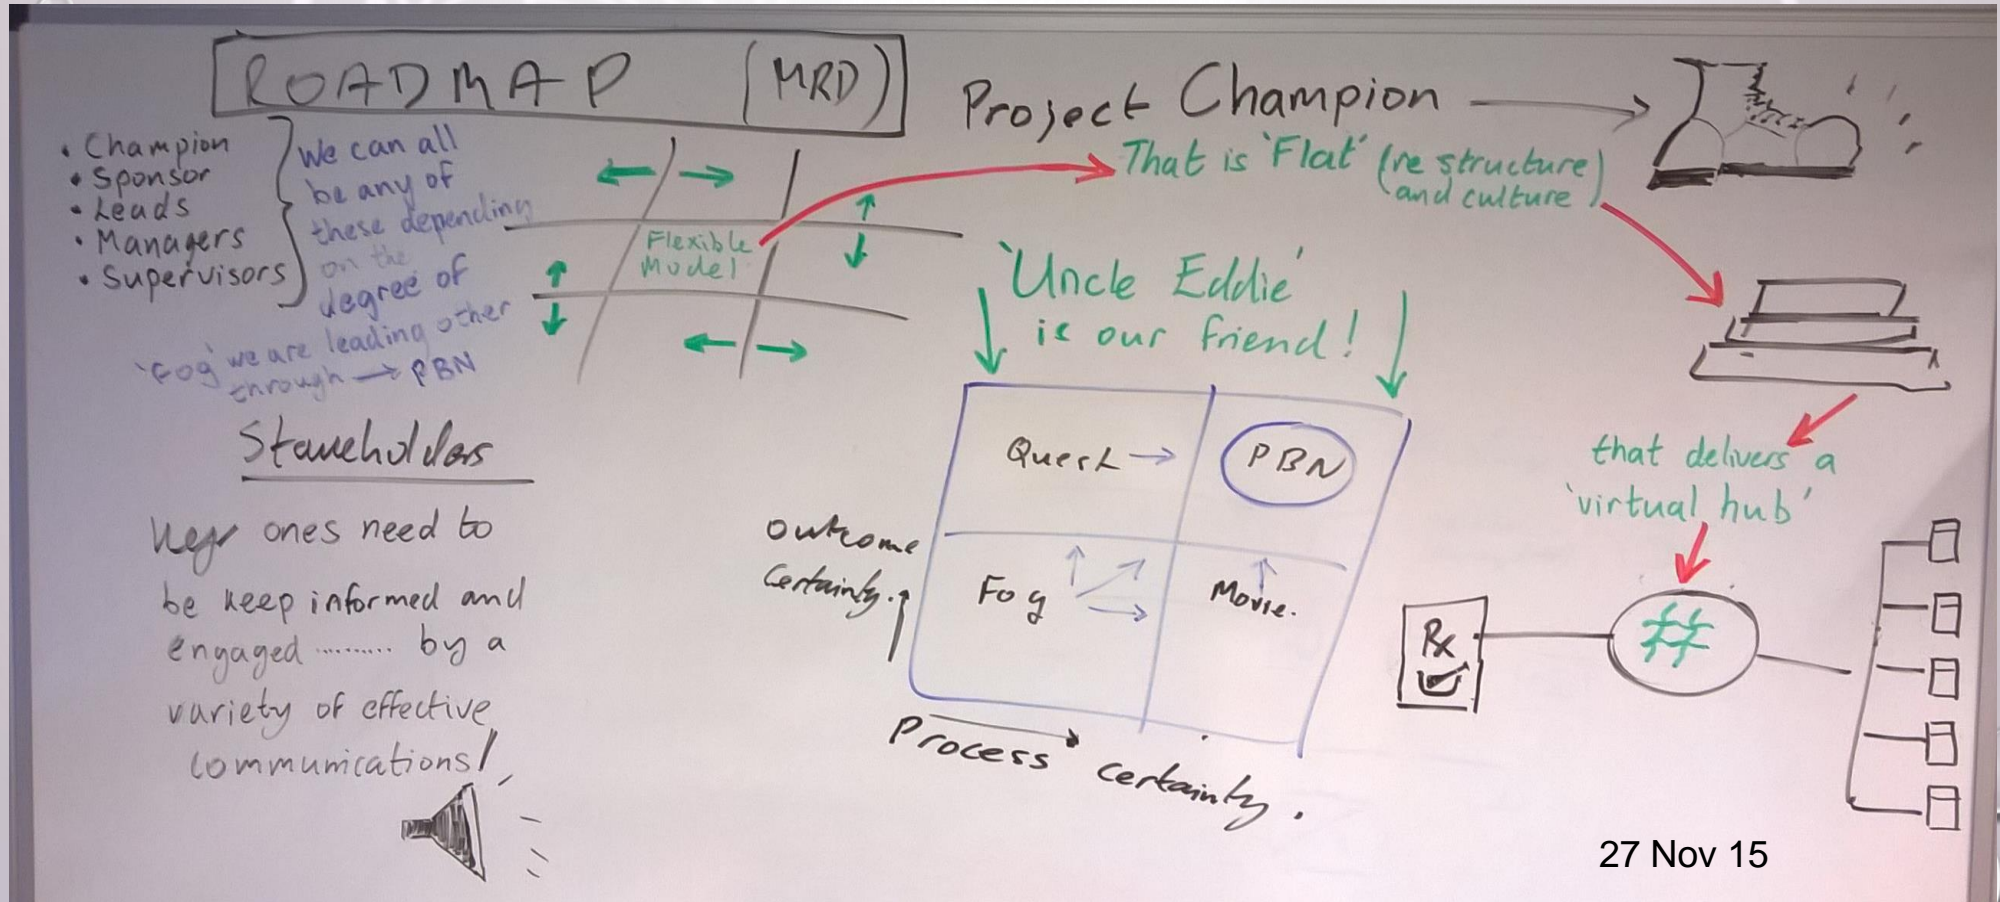 ROADMAP (MRD)
• Champion
• Sponsor
• Leads
• Managers
• Supervisors
We can all
be any of
these depending
on the
degree of
'Fog' we are leading other
through → PBN
Stakeholders
Key ones need to
be keep informed and
engaged ......... by a
variety of effective
communications!
Flexible
Model
Project Champion →
That is 'Flat' (re structure
and culture)
'Uncle Eddie'
is our friend!
Quest → PBN
Fog Movie.
Outcome
Certainty.
Process certainty.
that delivers a
'virtual hub'
Rx
#
27 Nov 15